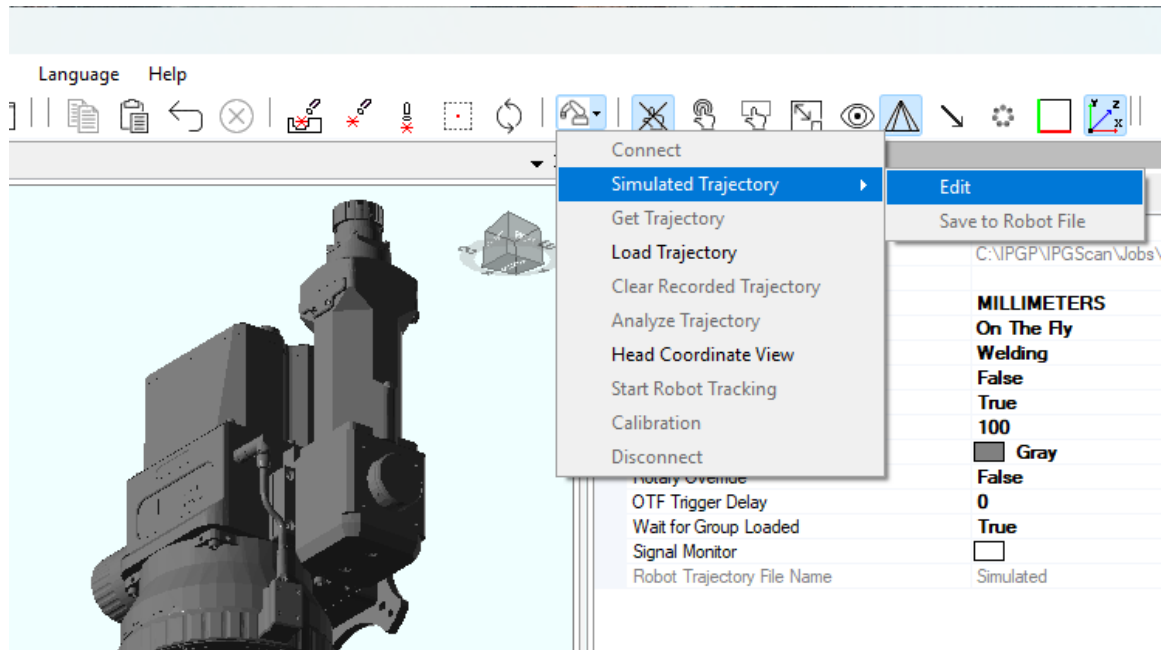 Language Help
Connect
Simulated Trajectory
Edit
Get Trajectory
Save to Robot File
Load Trajectory
C:\IPGP\IPGScan\Jobs\
Clear Recorded Trajectory
Analyze Trajectory
MILLIMETERS
On The Fly
Head Coordinate View
Welding
Start Robot Tracking
False
True
Calibration
100
Disconnect
Gray
Rotary Override False
OTF Trigger Delay 0
Wait for Group Loaded True
Signal Monitor
Robot Trajectory File Name Simulated
Y Z
X